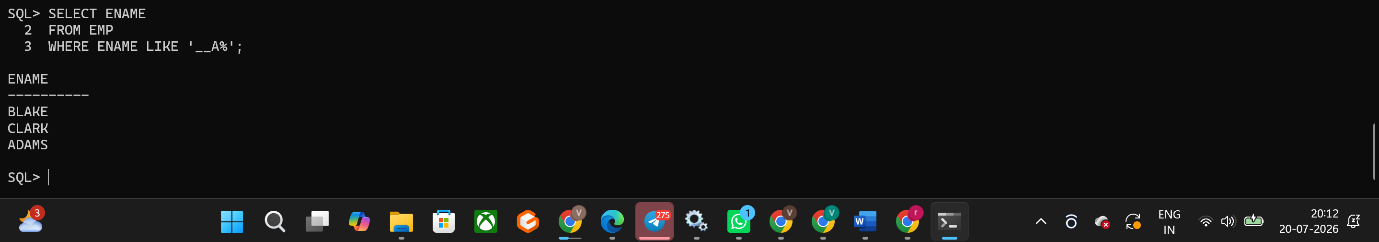 SQL> SELECT ENAME
  2  FROM EMP
  3  WHERE ENAME LIKE '__A%';
ENAME
----------
BLAKE
CLARK
ADAMS
SQL>
3
V
275
1
V
V
W
r
ENG
IN
20:12
20-07-2026